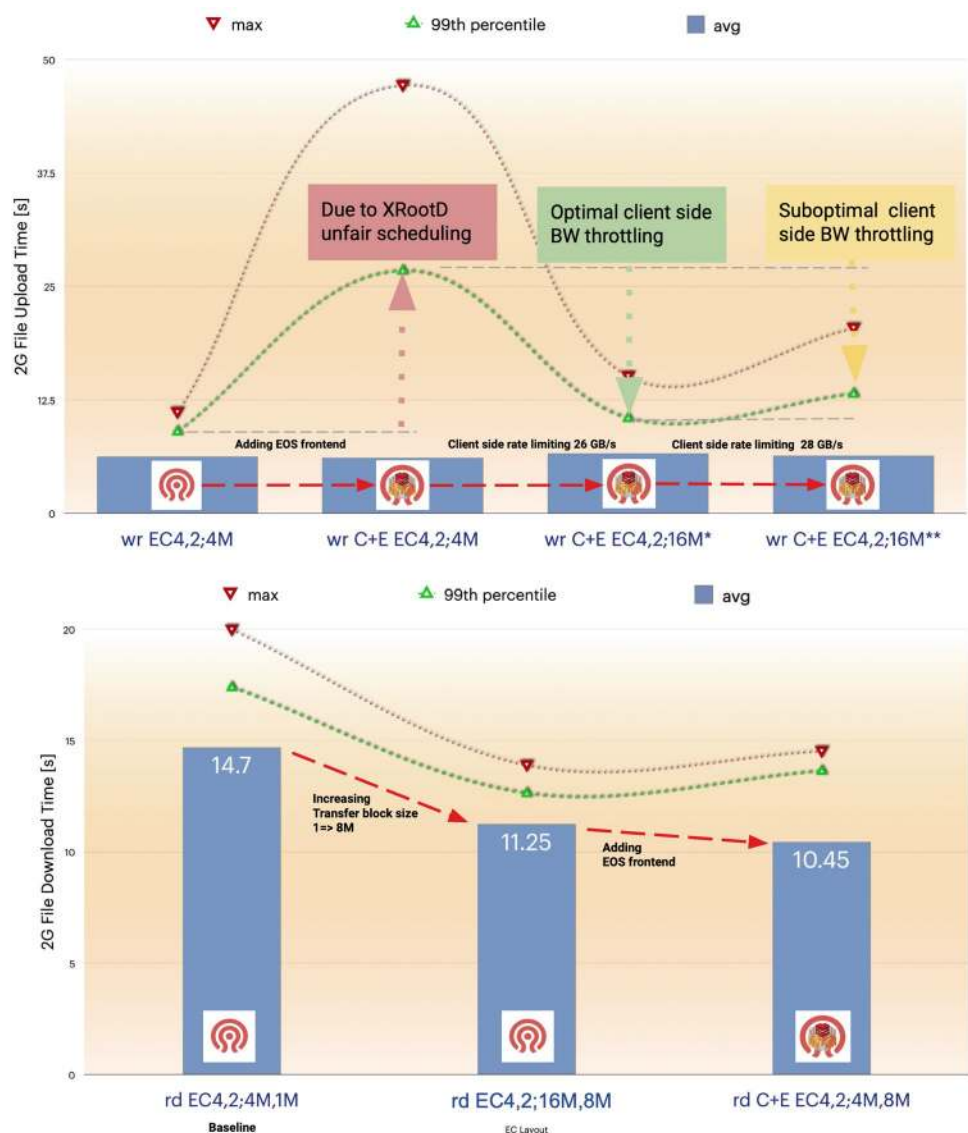 max
99th percentile
avg
50
37.5
25
12.5
0
2G File Upload Time [s]
Due to XRootD
unfair scheduling
Optimal client side
BW throttling
Suboptimal client
side BW throttling
Adding EOS frontend
Client side rate limiting 26 GB/s
Client side rate limiting 28 GB/s
wr EC4,2;4M
wr C+E EC4,2;4M
wr C+E EC4,2;16M*
wr C+E EC4,2;16M**
max
99th percentile
avg
20
15
10
5
0
2G File Download Time [s]
14.7
Increasing
Transfer block size
1=> 8M
11.25
Adding
EOS frontend
10.45
rd EC4,2;4M,1M
rd EC4,2;16M,8M
rd C+E EC4,2;4M,8M
Baseline
EC Layout